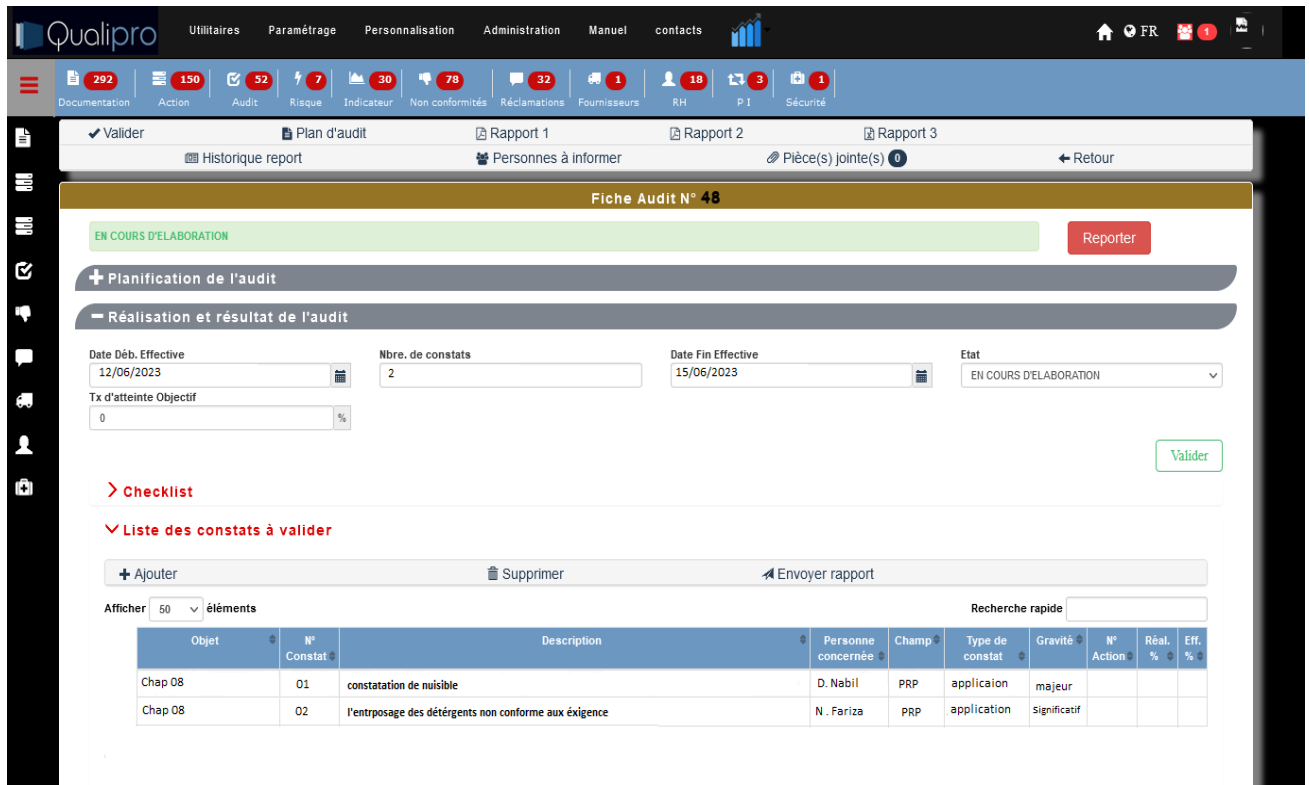 Qualipro Utilitaires Paramétrage Personnalisation Administration Manuel contacts FR 1
292 150 52 7 30 78 32 1 18 3 1
Documentation Action Audit Risque Indicateur Non conformités Réclamations Fournisseurs RH P I Sécurité
Valider Plan d'audit Rapport 1 Rapport 2 Rapport 3
Historique report Personnes à informer Pièce(s) jointe(s) 0 Retour
Fiche Audit N° 48
EN COURS D'ELABORATION Reporter
Planification de l'audit
Réalisation et résultat de l'audit
Date Déb. Effective Nbre. de constats Date Fin Effective Etat
12/06/2023 2 15/06/2023 EN COURS D'ELABORATION
Tx d'atteinte Objectif
0 %
Valider
Checklist
Liste des constats à valider
Ajouter Supprimer Envoyer rapport
Afficher 50 éléments Recherche rapide
Objet N° Constat Description Personne concernée Champ Type de constat Gravité N° Action Réal. % Eff. %
Chap 08 01 constatation de nuisible D. Nabil PRP applicaion majeur
Chap 08 02 l'entrposage des détérgents non conforme aux éxigence N . Fariza PRP application Significatif